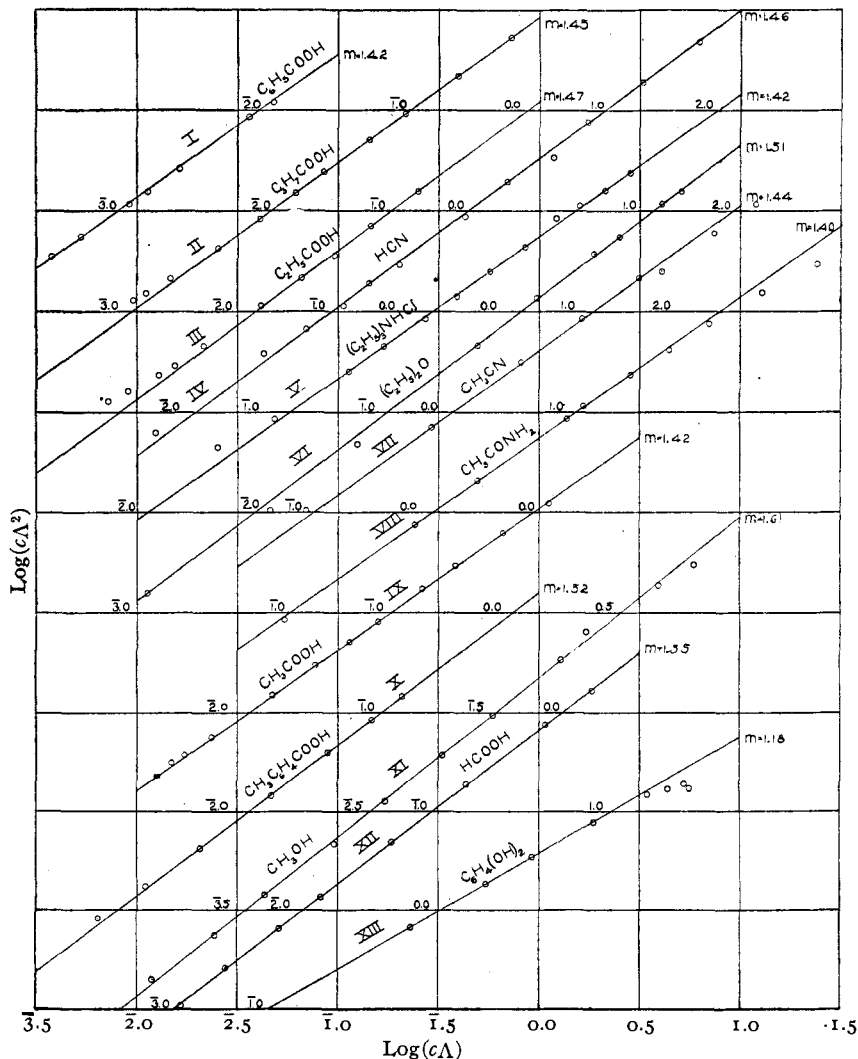 m=1.42
m=1.45
m=1.46
C₆H₅COOH
2̄.0
1̄.0
0.0
m=1.47
1.0
2.0
m=1.42
I
m=1.51
3̄.0
C₃H₇COOH
2̄.0
1̄.0
0.0
1.0
2.0
m=1.44
II
C₂H₅COOH
HCN
m=1.40
3̄.0
2̄.0
1̄.0
0.0
0.0
1.0
2.0
III
IV
V
(C₂H₅)₃NHCl
(C₂H₅)₂O
CH₃CN
2̄.0
1̄.0
1̄.0
0.0
1.0
m=1.42
VI
VII
CH₃CONH₂
2̄.0
2̄.0
1̄.0
0.0
0.0
m=1.61
VIII
Log(cΛ²)
3̄.0
1̄.0
1̄.0
0.0
m=1.52
0.5
IX
CH₃COOH
m=1.55
2̄.0
X
1̄.0
1̄.5
0.0
m=1.18
CH₃C₆H₄COOH
XI
HCOOH
2̄.0
2̄.5
1̄.0
1.0
CH₃OH
XII
C₆H₄(OH)₂
3̄.5
2̄.0
0.0
XIII
3̄.0
1̄.0
3̄.5
2̄.0
2̄.5
1̄.0
1̄.5
0.0
0.5
1.0
·1.5
Log(cΛ)